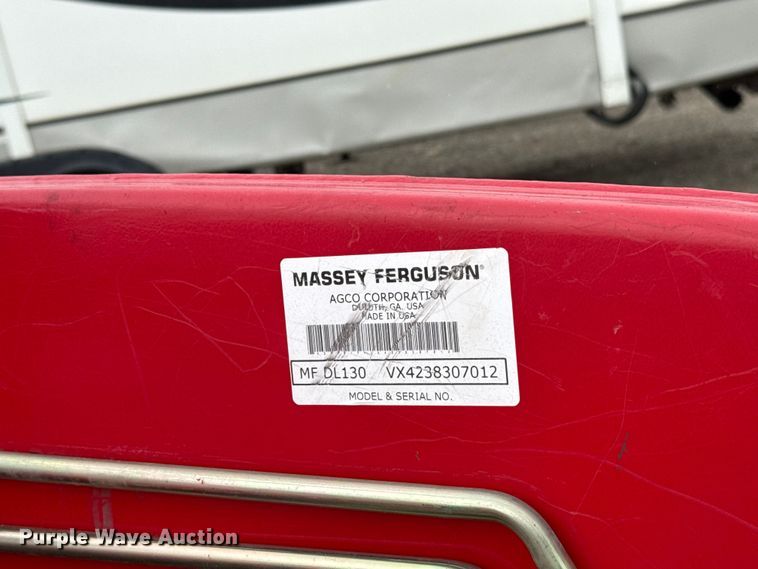 MASSEY FERGUSON®
AGCO CORPORATION
DULUTH, GA. USA
MADE IN USA
MF DL130 VX4238307012
MODEL & SERIAL NO.
Purple Wave Auction